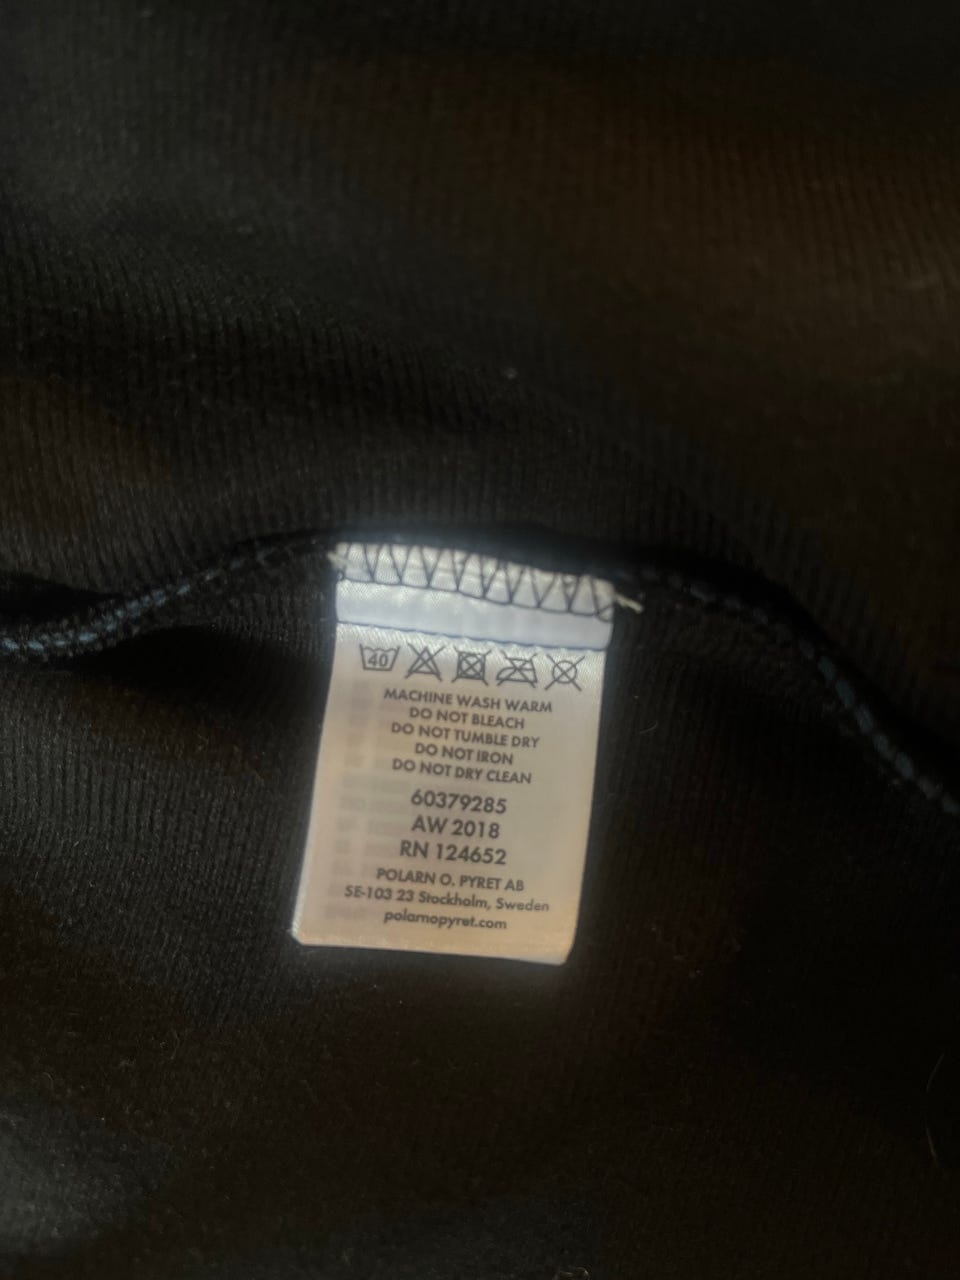 40
MACHINE WASH WARM
DO NOT BLEACH
DO NOT TUMBLE DRY
DO NOT IRON
DO NOT DRY CLEAN
60379285
AW 2018
RN 124652
POLARN O. PYRET AB
SE-103 23 Stockholm, Sweden
polarnopyret.com